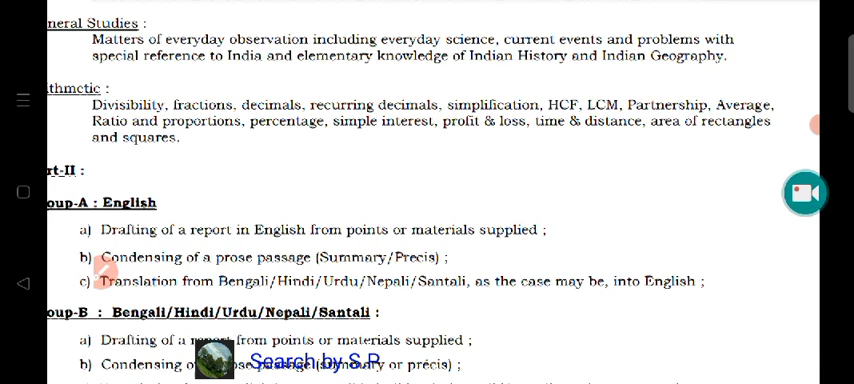 neral Studies :
Matters of everyday observation including everyday science, current events and problems with
special reference to India and elementary knowledge of Indian History and Indian Geography.
ithmetic :
Divisibility, fractions, decimals, recurring decimals, simplification, HCF, LCM, Partnership, Average,
Ratio and proportions, percentage, simple interest, profit & loss, time & distance, area of rectangles
and squares.
rt-II :
oup-A : English
a) Drafting of a report in English from points or materials supplied ;
b) Condensing of a prose passage (Summary/Precis) ;
c) Translation from Bengali/Hindi/Urdu/Nepali/Santali, as the case may be, into English ;
oup-B : Bengali/Hindi/Urdu/Nepali/Santali :
a) Drafting of a report from points or materials supplied ;
b) Condensing of prose passage (summary or précis) ;
Search by S.P